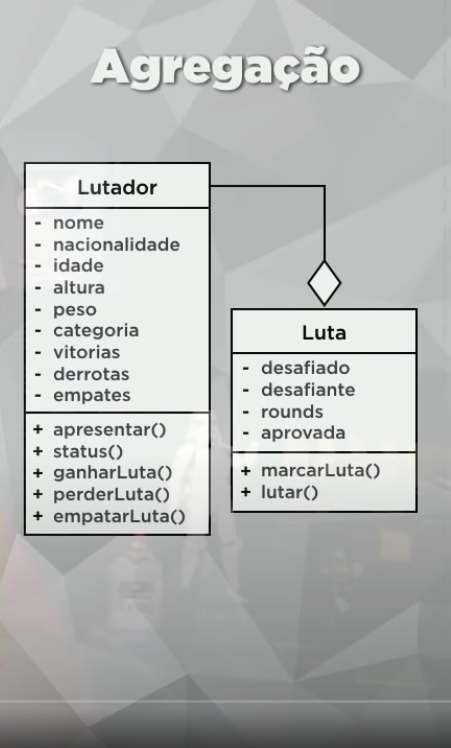 Agregação
Lutador
- nome
- nacionalidade
- idade
- altura
- peso
- categoria
- vitorias
- derrotas
- empates
+ apresentar()
+ status()
+ ganharLuta()
+ perderLuta()
+ empatarLuta()
Luta
- desafiado
- desafiante
- rounds
- aprovada
+ marcarLuta()
+ lutar()